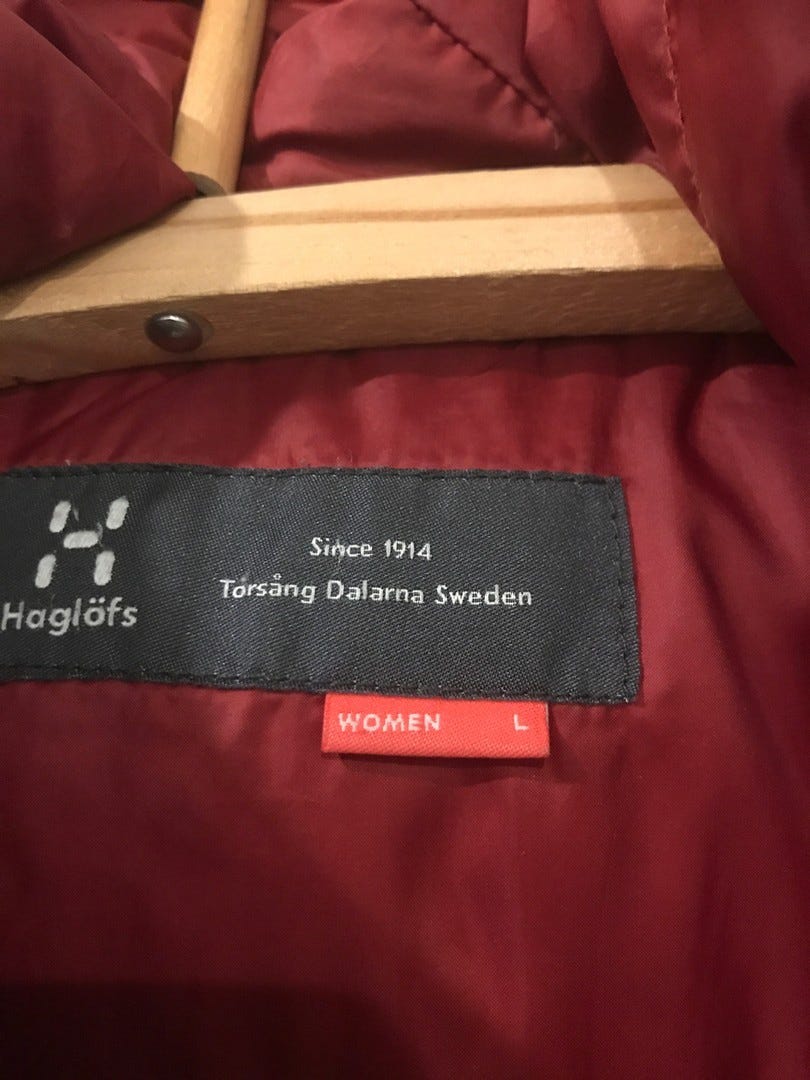 Haglöfs
Since 1914
Torsång Dalarna Sweden
WOMEN L